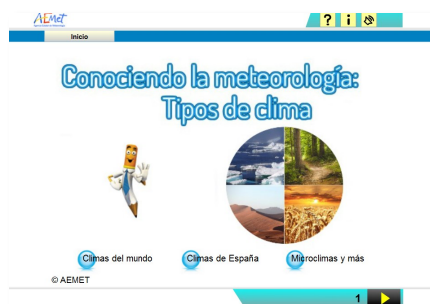 AEMet
? i
Inicio
Conociendo la meteorología:
Tipos de clima
Climas del mundo
Climas de España
Microclimas y más
© AEMET
1